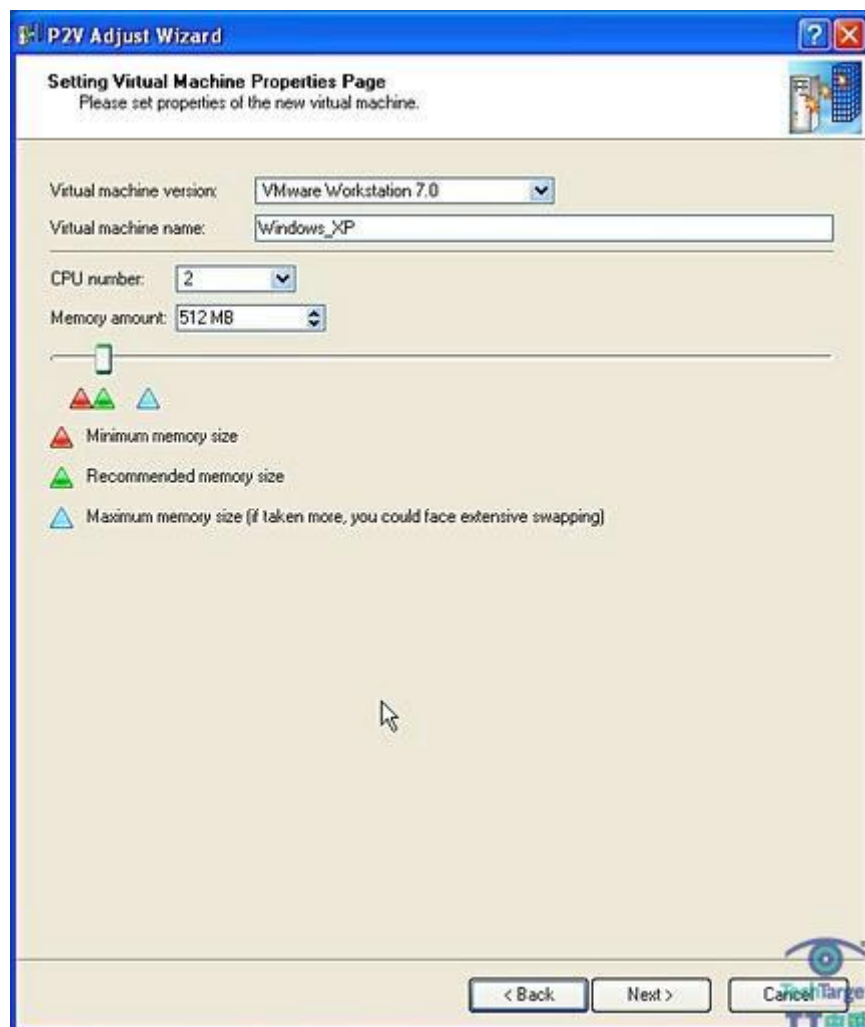 P2V Adjust Wizard
Setting Virtual Machine Properties Page
Please set properties of the new virtual machine.
Virtual machine version: VMware Workstation 7.0
Virtual machine name: Windows_XP
CPU number: 2
Memory amount: 512 MB
Minimum memory size
Recommended memory size
Maximum memory size (if taken more, you could face extensive swapping)
< Back Next > Cancel
TechTarge